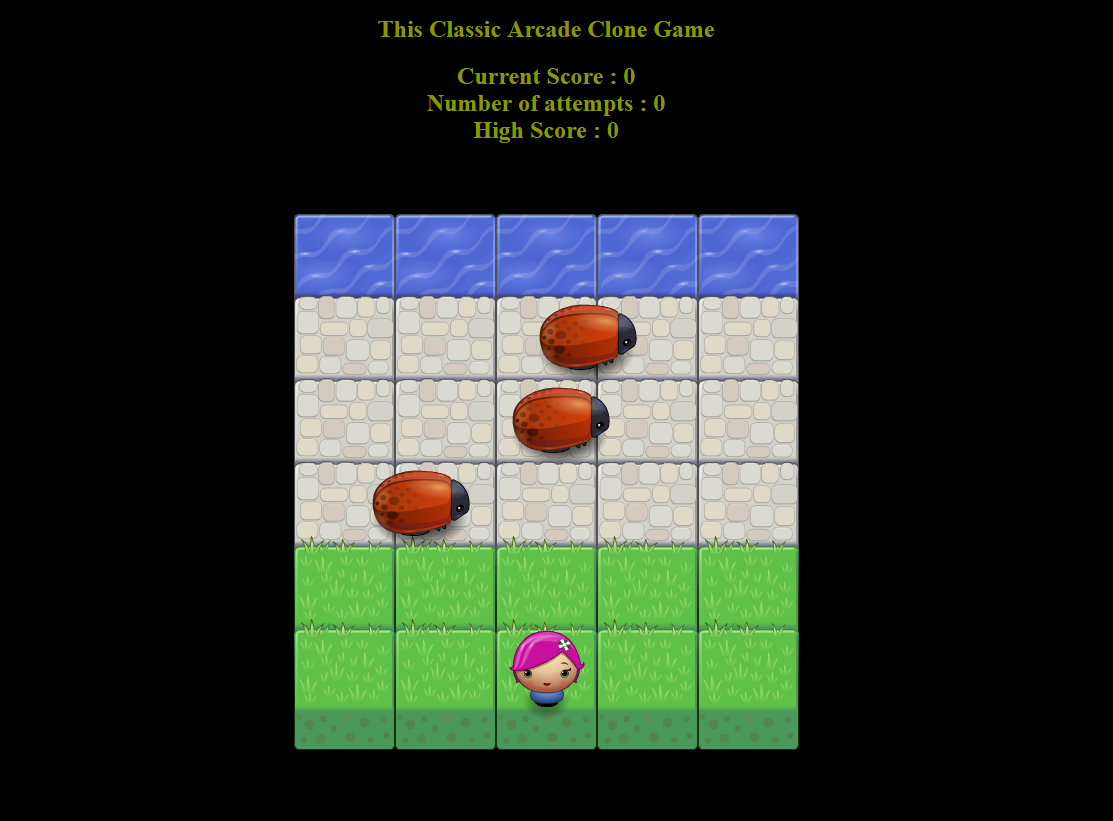 This Classic Arcade Clone Game
Current Score : 0
Number of attempts : 0
High Score : 0